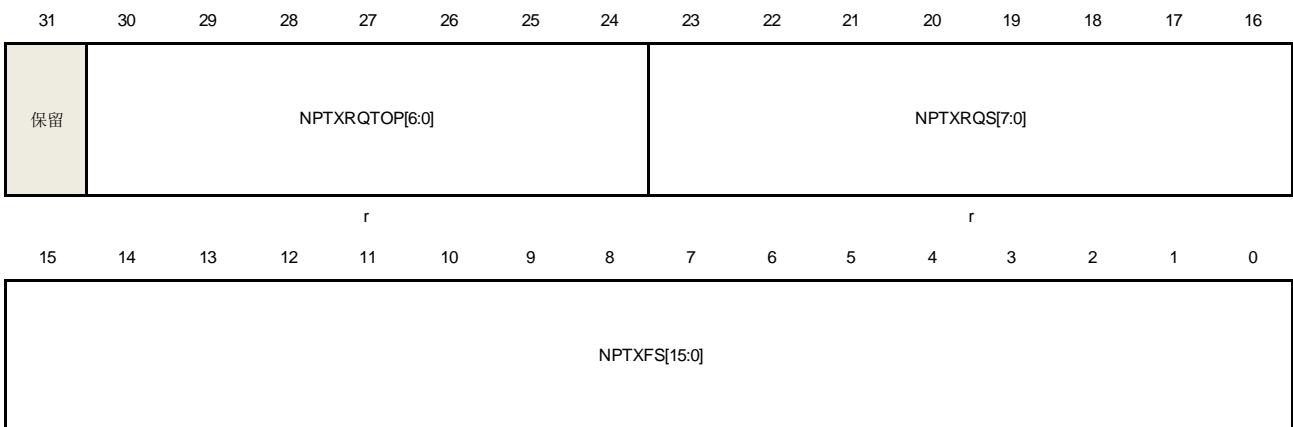 31 30 29 28 27 26 25 24 23 22 21 20 19 18 17 16
保留 NPTXRQTOP[6:0] NPTXRQS[7:0]
r r
15 14 13 12 11 10 9 8 7 6 5 4 3 2 1 0
NPTXFS[15:0]